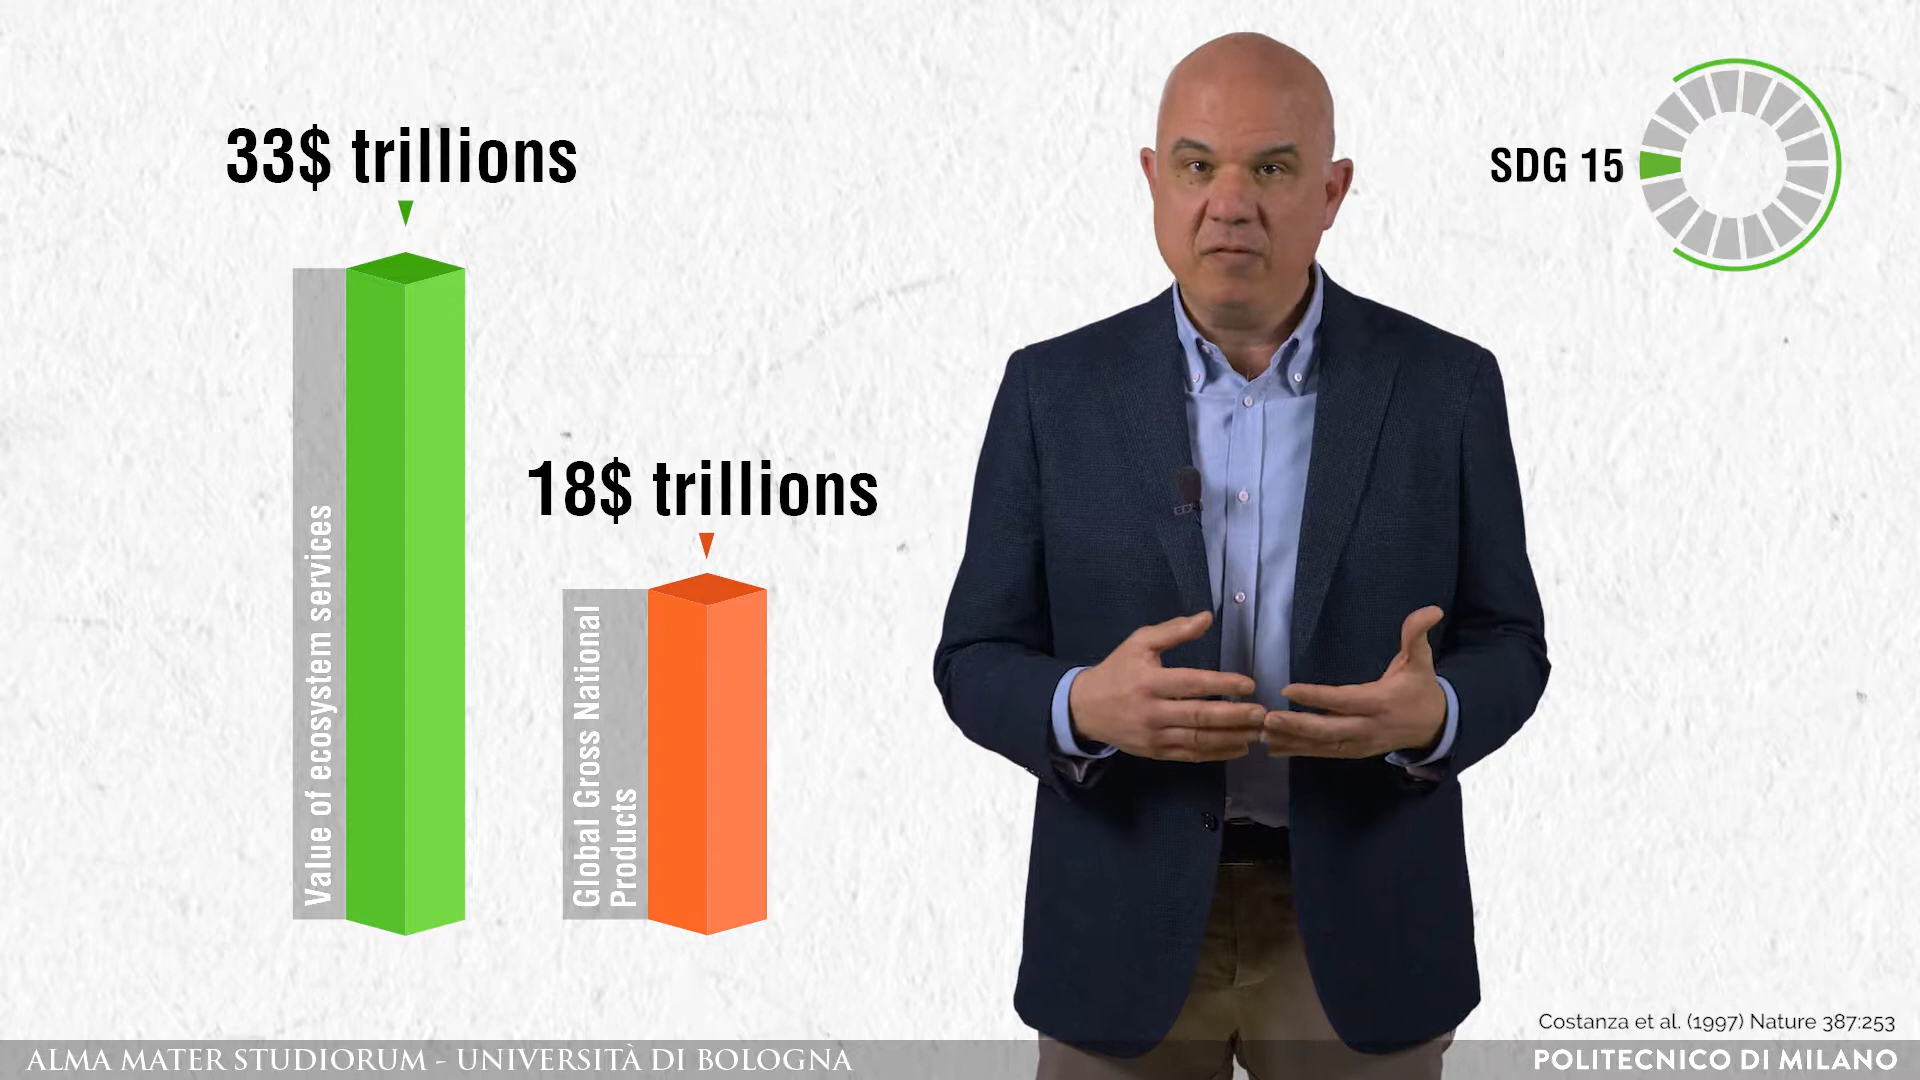 33$ trillions
SDG 15
18$ trillions
Value of ecosystem services
Global Gross National
Products
Costanza et al. (1997) Nature 387:253
ALMA MATER STUDIORUM - UNIVERSITÀ DI BOLOGNA
POLITECNICO DI MILANO